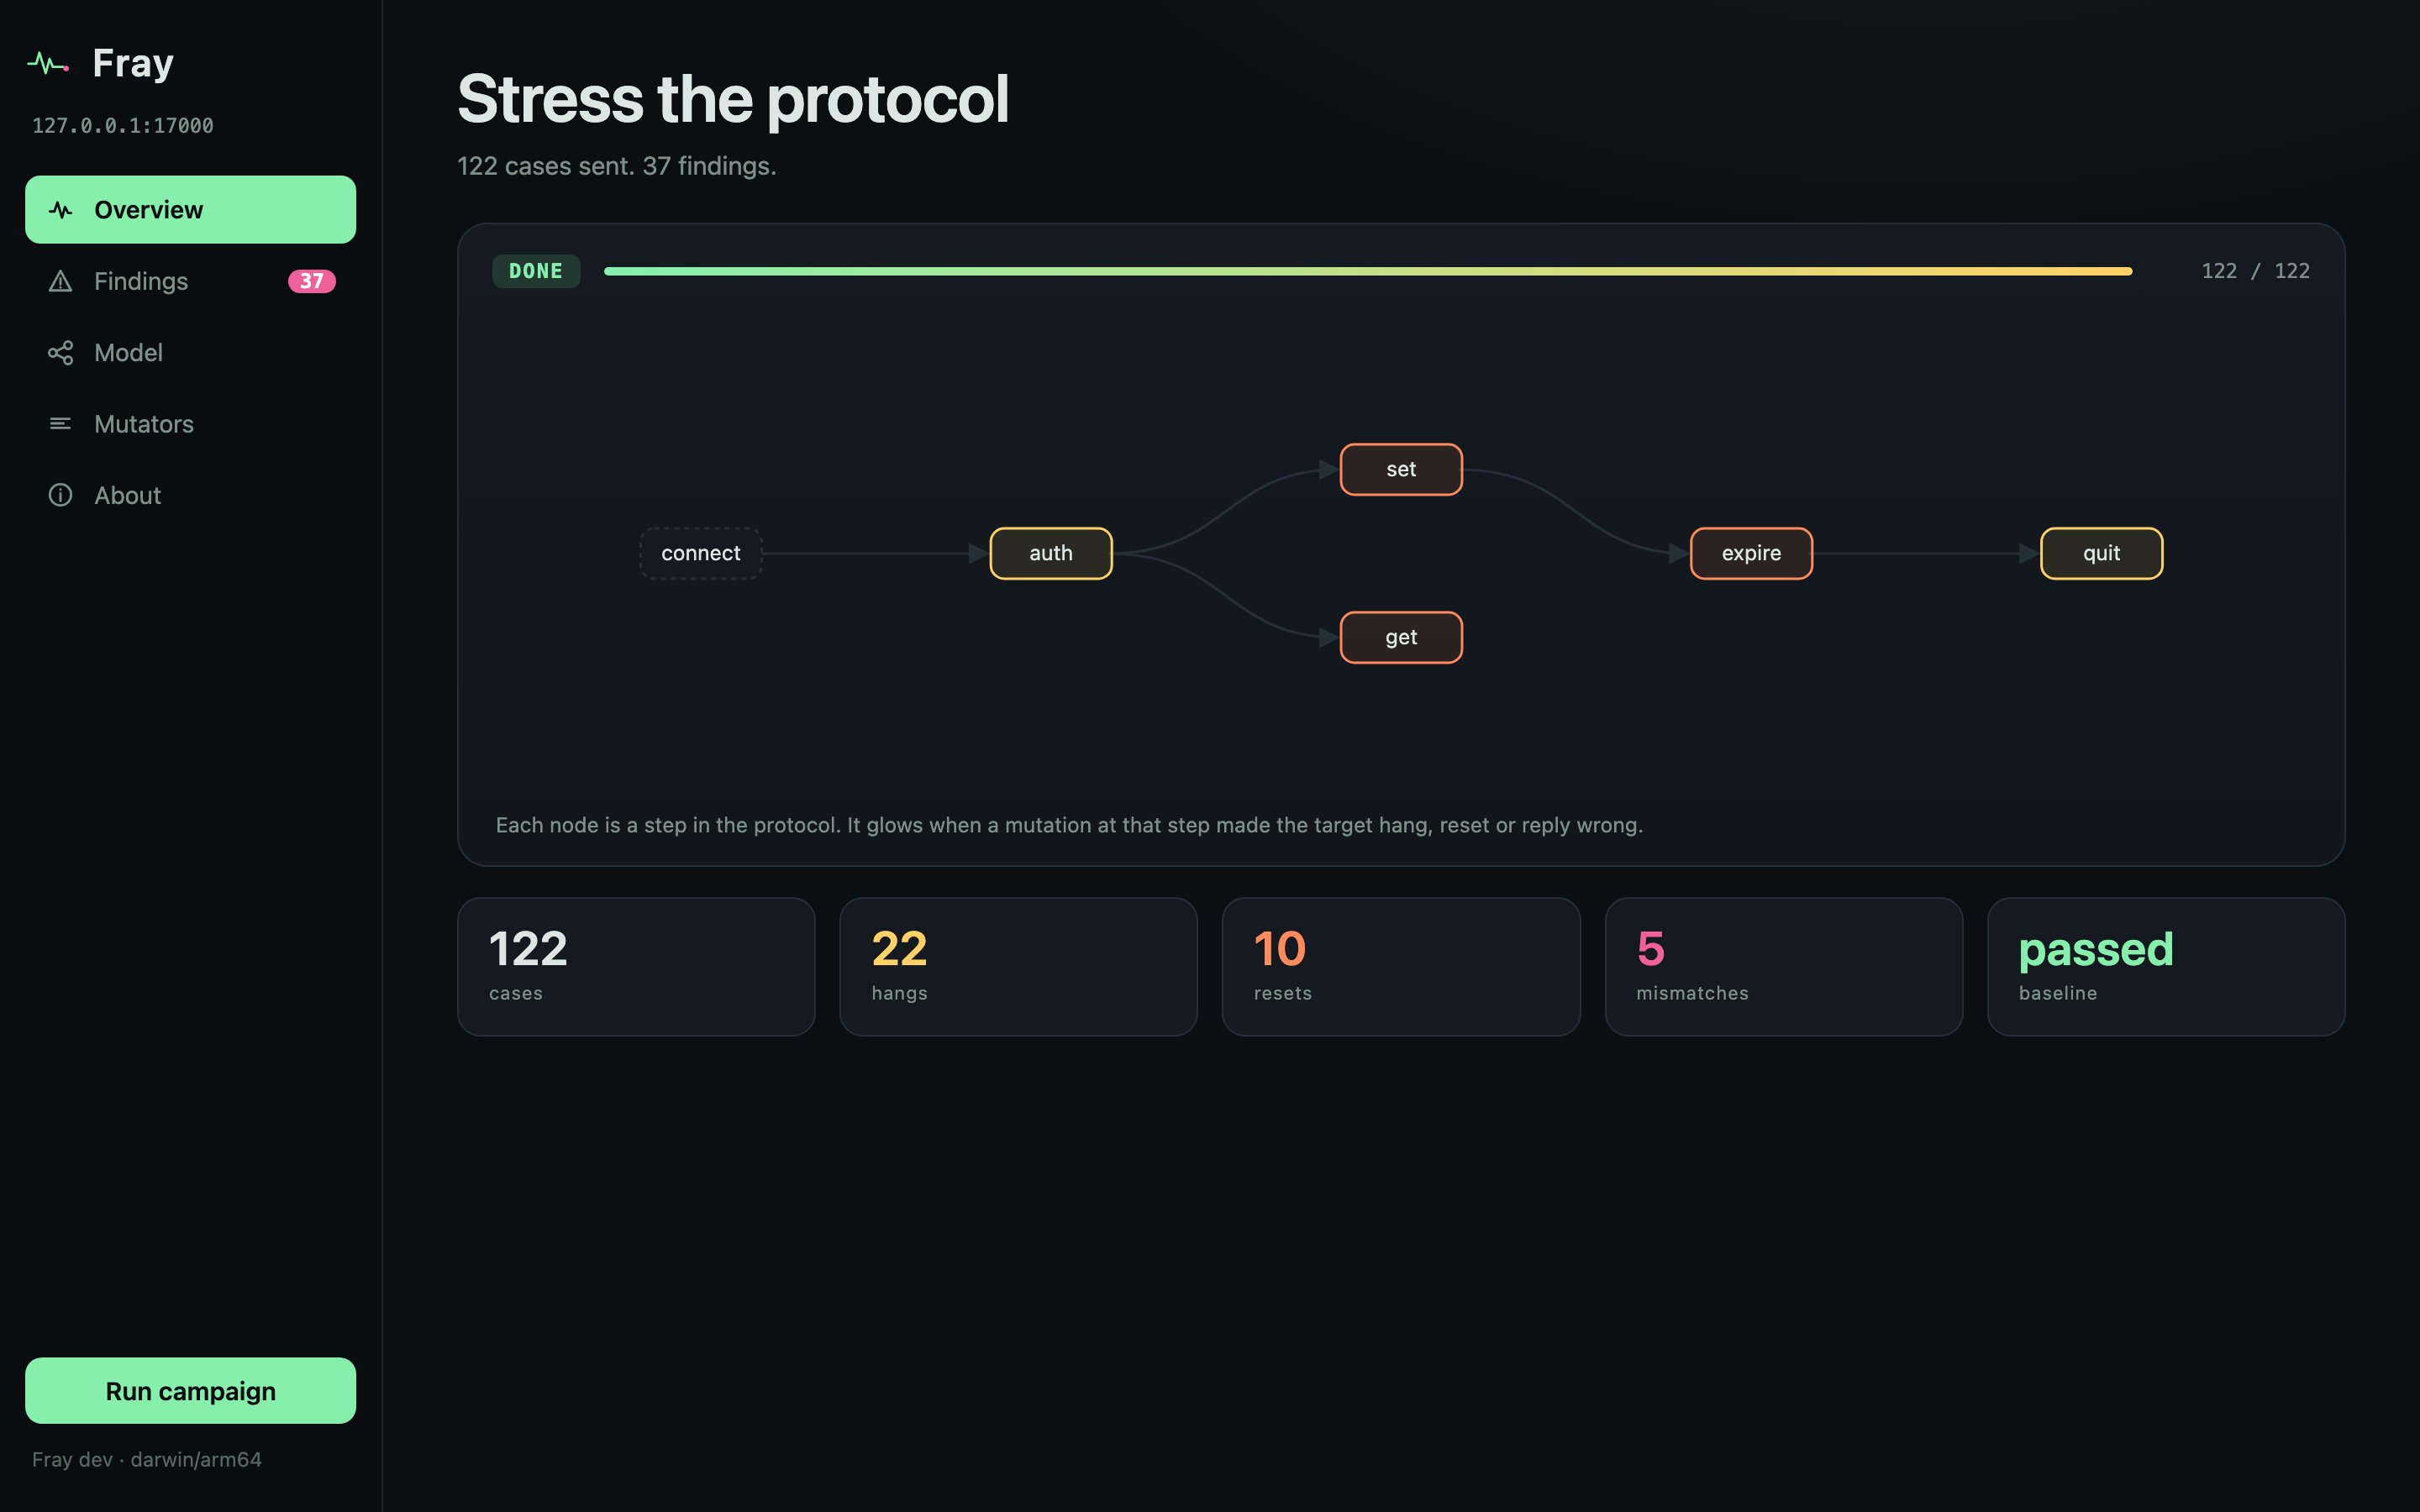 Fray
127.0.0.1:17000
Overview
Findings 37
Model
Mutators
About
Run campaign
Fray dev · darwin/arm64
Stress the protocol
122 cases sent. 37 findings.
DONE 122 / 122
set
connect auth expire quit
get
Each node is a step in the protocol. It glows when a mutation at that step made the target hang, reset or reply wrong.
122
cases
22
hangs
10
resets
5
mismatches
passed
baseline